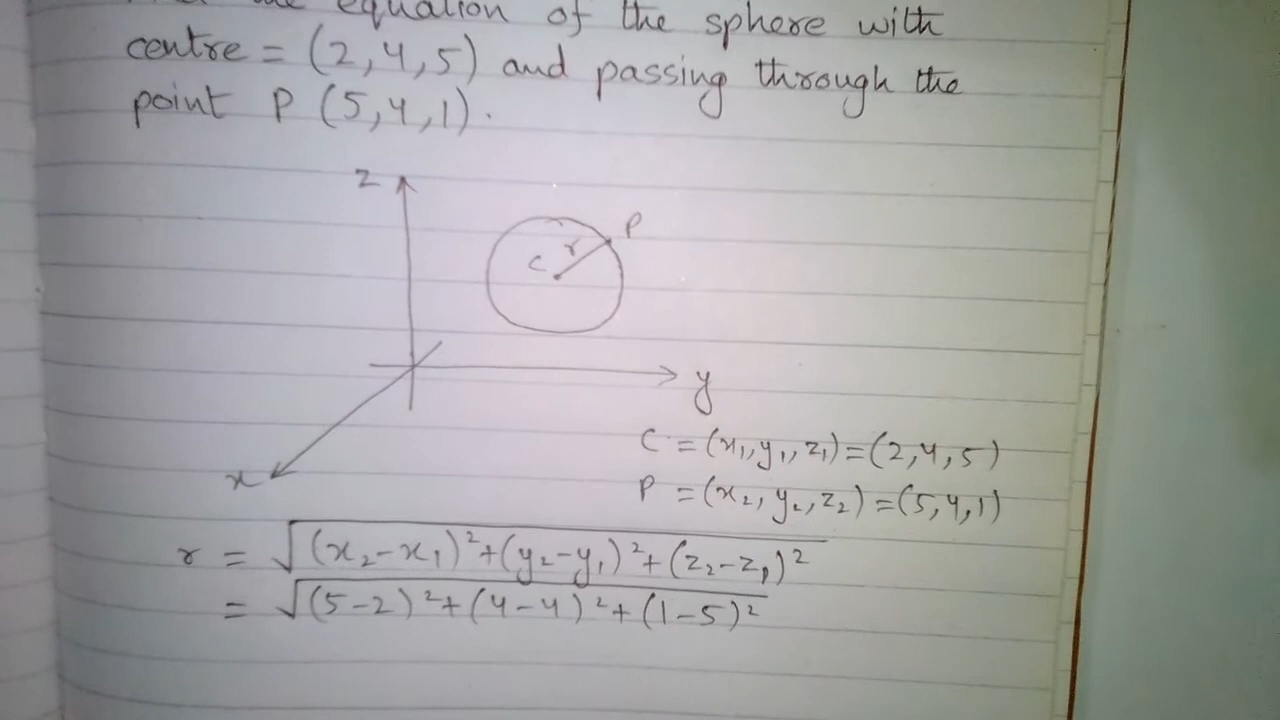 equation of the sphere with
centre = (2,4,5) and passing through the
point P (5,4,1).
z
P
r
C
y
C = (x₁,y₁,z₁)=(2,4,5)
x
P = (x₂,y₂,z₂)=(5,4,1)
r = √(x₂-x₁)²+(y₂-y₁)²+(z₂-z₁)²
= √(5-2)²+(4-4)²+(1-5)²